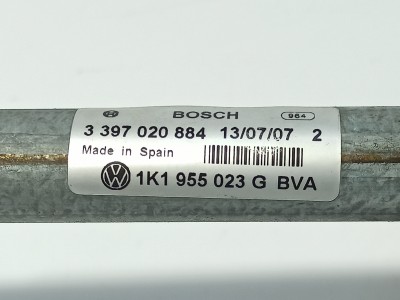 BOSCH 964
3 397 020 884 13/07/07 2
Made in Spain
1K1 955 023 G BVA